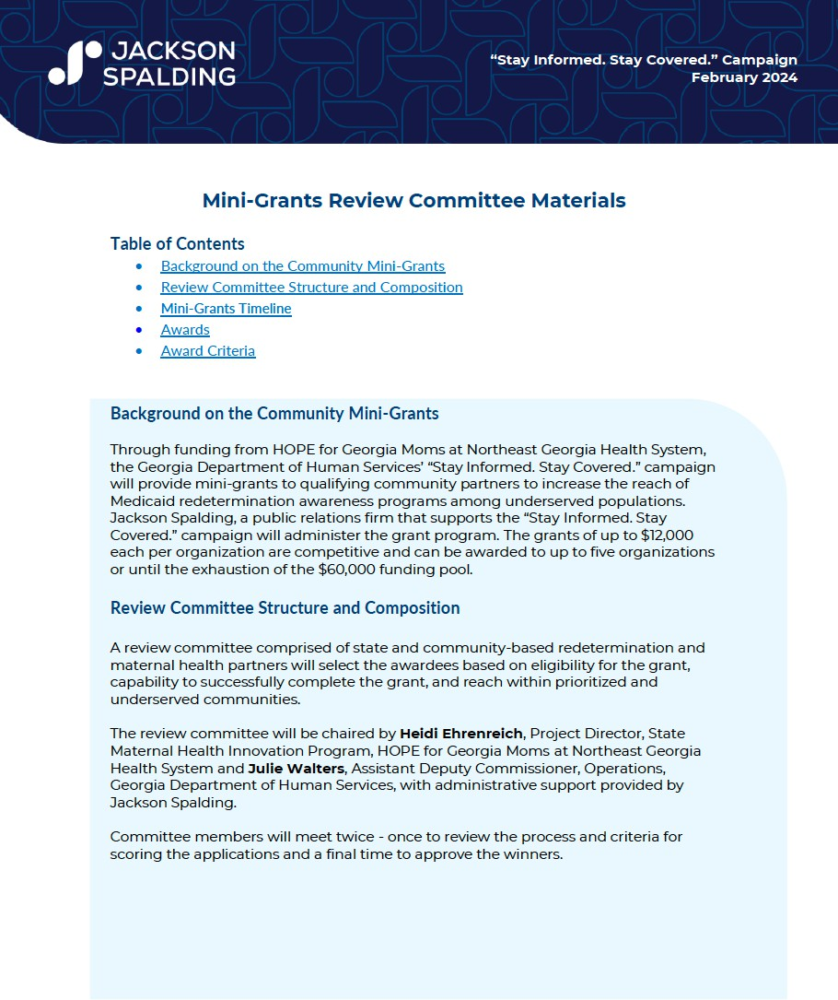 JACKSON
SPALDING
“Stay Informed. Stay Covered.” Campaign
February 2024
Mini-Grants Review Committee Materials
Table of Contents
• Background on the Community Mini-Grants
• Review Committee Structure and Composition
• Mini-Grants Timeline
• Awards
• Award Criteria
Background on the Community Mini-Grants
Through funding from HOPE for Georgia Moms at Northeast Georgia Health System,
the Georgia Department of Human Services’ “Stay Informed. Stay Covered.” campaign
will provide mini-grants to qualifying community partners to increase the reach of
Medicaid redetermination awareness programs among underserved populations.
Jackson Spalding, a public relations firm that supports the “Stay Informed. Stay
Covered.” campaign will administer the grant program. The grants of up to $12,000
each per organization are competitive and can be awarded to up to five organizations
or until the exhaustion of the $60,000 funding pool.
Review Committee Structure and Composition
A review committee comprised of state and community-based redetermination and
maternal health partners will select the awardees based on eligibility for the grant,
capability to successfully complete the grant, and reach within prioritized and
underserved communities.
The review committee will be chaired by Heidi Ehrenreich, Project Director, State
Maternal Health Innovation Program, HOPE for Georgia Moms at Northeast Georgia
Health System and Julie Walters, Assistant Deputy Commissioner, Operations,
Georgia Department of Human Services, with administrative support provided by
Jackson Spalding.
Committee members will meet twice - once to review the process and criteria for
scoring the applications and a final time to approve the winners.